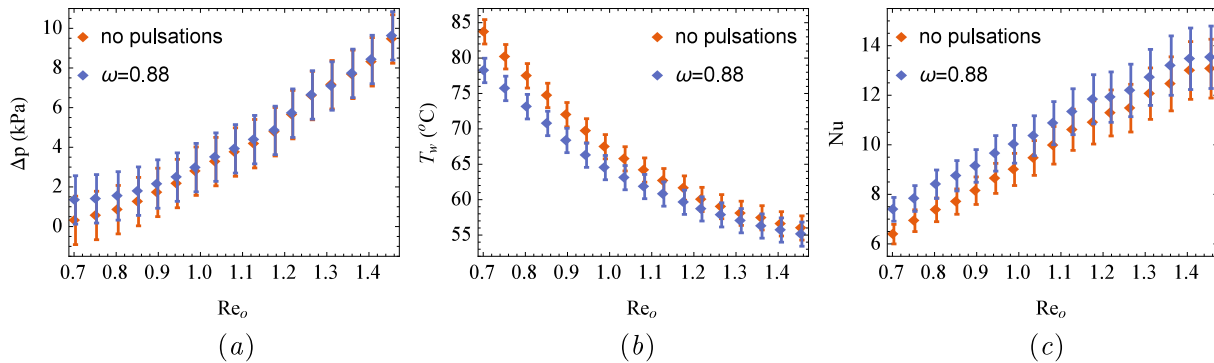 10
8
6
4
2
0
Δp (kPa)
no pulsations
ω=0.88
0.7 0.8 0.9 1.0 1.1 1.2 1.3 1.4
Re_o
(a)
85
80
75
70
65
60
55
T_w (°C)
no pulsations
ω=0.88
0.7 0.8 0.9 1.0 1.1 1.2 1.3 1.4
Re_o
(b)
14
12
10
8
6
Nu
no pulsations
ω=0.88
0.7 0.8 0.9 1.0 1.1 1.2 1.3 1.4
Re_o
(c)